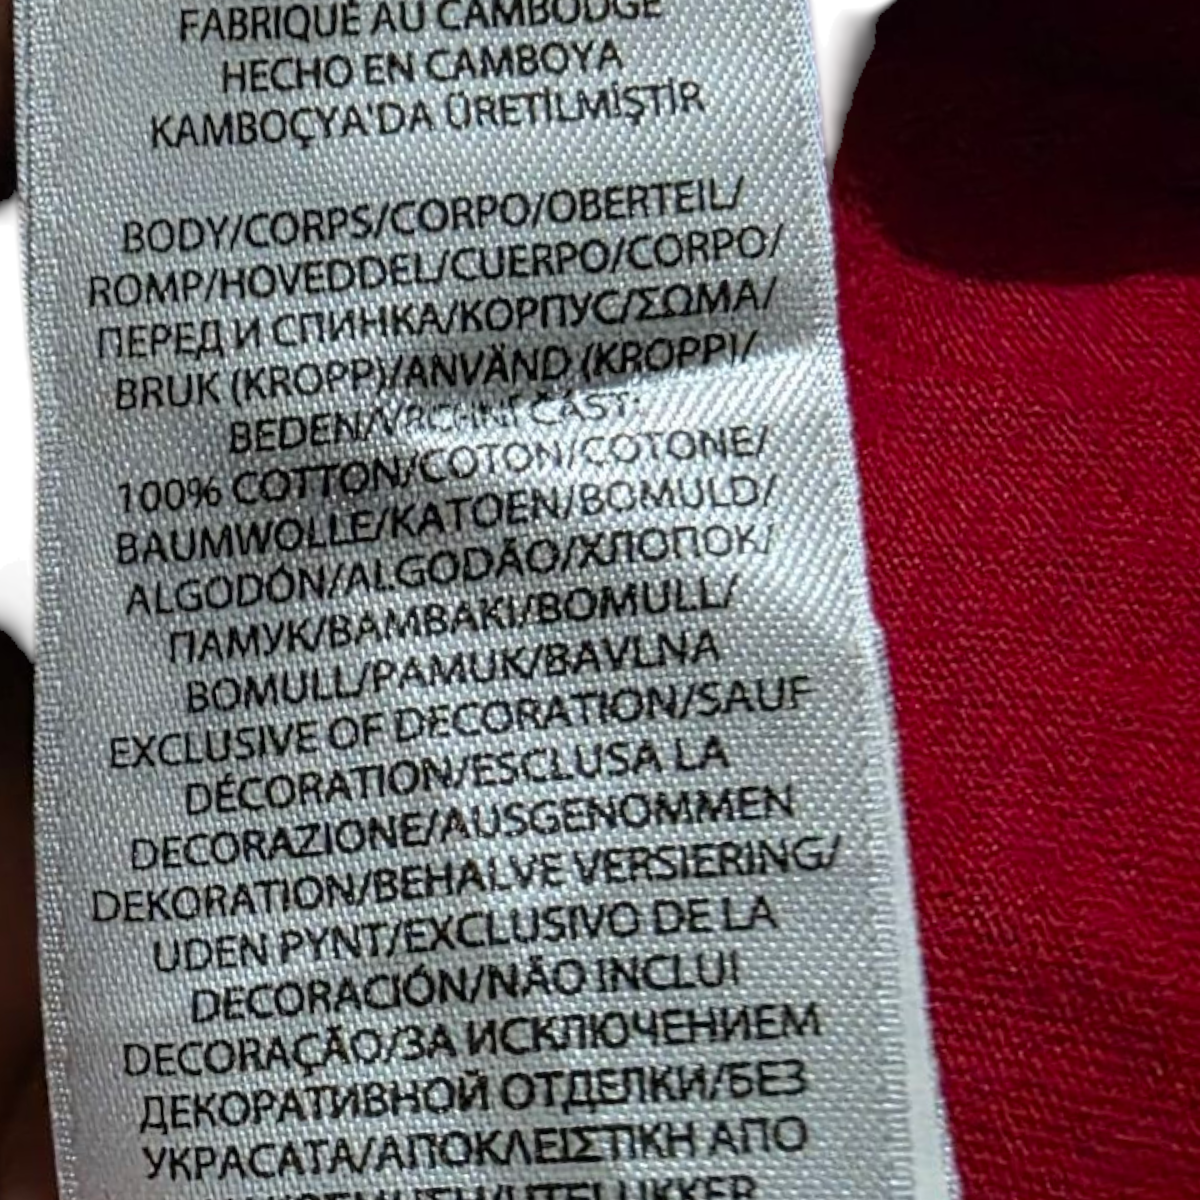 FABRIQUÉ AU CAMBODGE
HECHO EN CAMBOYA
KAMBOÇYA'DA ÜRETİLMİŞTİR
BODY/CORPS/CORPO/OBERTEIL/
ROMP/HOVEDDEL/CUERPO/CORPO/
ПЕРЕД И СПИНКА/КОРПУС/ΣΩΜΑ/
BRUK (KROPP)/ANVÄND (KROPP)/
BEDEN/VRCHNÍ ČÁST:
100% COTTON/COTON/COTONE/
BAUMWOLLE/KATOEN/BOMULD/
ALGODÓN/ALGODÃO/ХЛОПОК/
ПАМУК/ΒΑΜΒΑΚΙ/BOMULL/
BOMULL/PAMUK/BAVLNA
EXCLUSIVE OF DECORATION/SAUF
DÉCORATION/ESCLUSA LA
DECORAZIONE/AUSGENOMMEN
DEKORATION/BEHALVE VERSIERING/
UDEN PYNT/EXCLUSIVO DE LA
DECORACIÓN/NÃO INCLUI
DECORAÇÃO/ЗА ИСКЛЮЧЕНИЕМ
ДЕКОРАТИВНОЙ ОТДЕЛКИ/БЕЗ
УКРАСАТА/ΑΠΟΚΛΕΙΣΤΙΚΗ ΑΠΟ